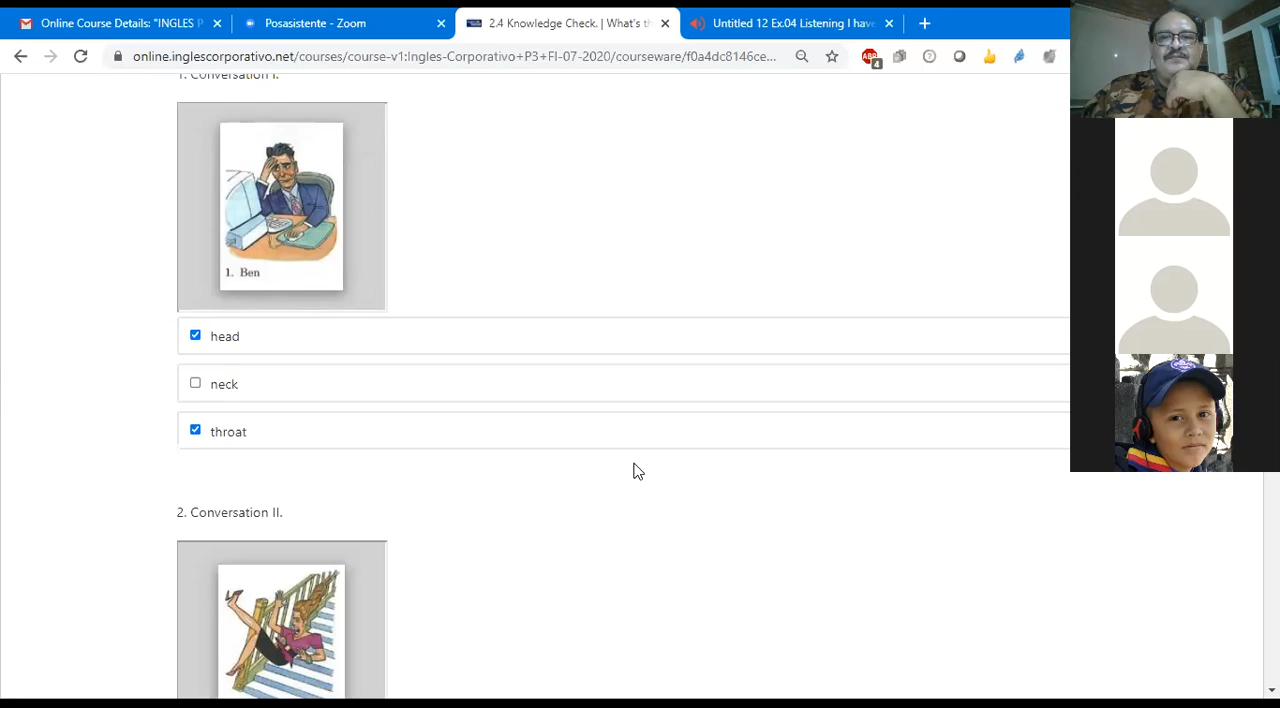 Online Course Details: "INGLES P
Posasistente - Zoom
2.4 Knowledge Check. | What's th
Untitled 12 Ex.04 Listening I have
online.inglescorporativo.net/courses/course-v1:Ingles-Corporativo+P3+FI-07-2020/courseware/f0a4dc8146ce...
ABP
4
1. Conversation I.
1. Ben
head
neck
throat
2. Conversation II.